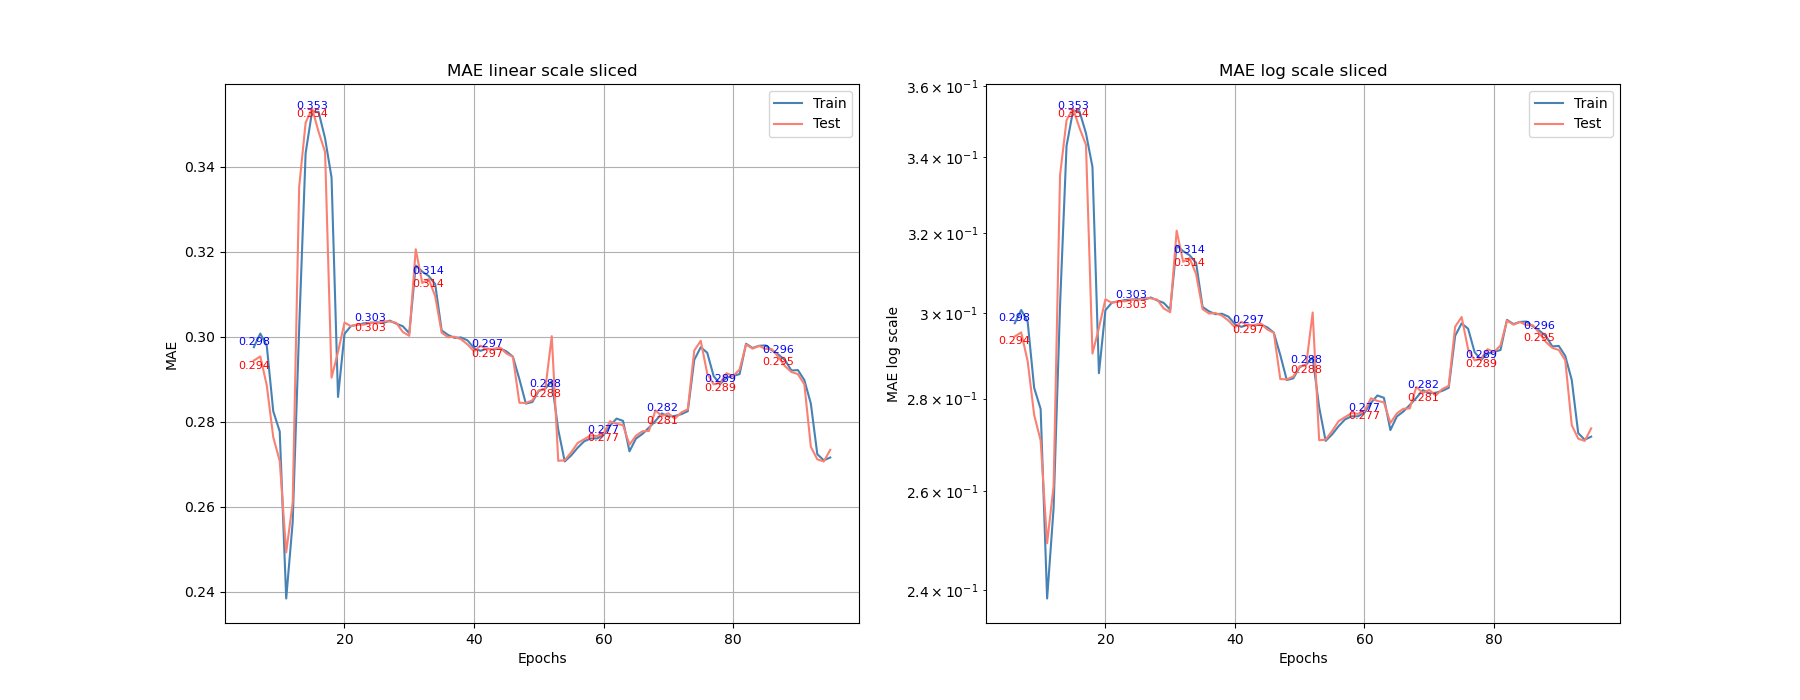 MAE linear scale sliced
MAE
0.34
0.32
0.30
0.28
0.26
0.24
0.298
0.294
0.353
0.354
0.303
0.303
0.314
0.314
0.297
0.297
0.288
0.288
0.277
0.277
0.282
0.281
0.289
0.289
0.296
0.295
Train
Test
20 40 60 80
Epochs
MAE log scale sliced
MAE log scale
3.6 × 10⁻¹
3.4 × 10⁻¹
3.2 × 10⁻¹
3 × 10⁻¹
2.8 × 10⁻¹
2.6 × 10⁻¹
2.4 × 10⁻¹
0.298
0.294
0.353
0.354
0.303
0.303
0.314
0.314
0.297
0.297
0.288
0.288
0.277
0.277
0.282
0.281
0.289
0.289
0.296
0.295
Train
Test
20 40 60 80
Epochs